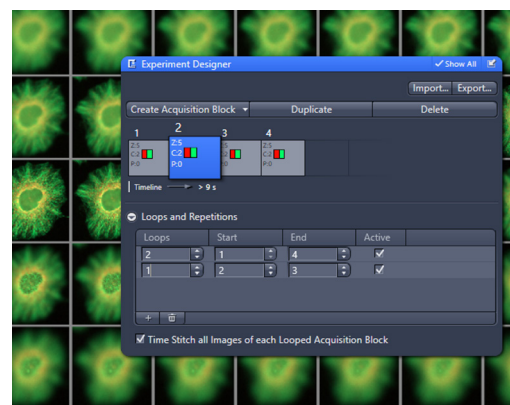 Experiment Designer
Show All
Import... Export...
Create Acquisition Block Duplicate Delete
1 2 3 4
Z:5 Z:5 Z:5 Z:5
C:2 C:2 C:2 C:2
P:0 P:0 P:0 P:0
Timeline > 9 s
Loops and Repetitions
Loops Start End Active
2 1 4
1 2 3
+
Time Stitch all Images of each Looped Acquisition Block